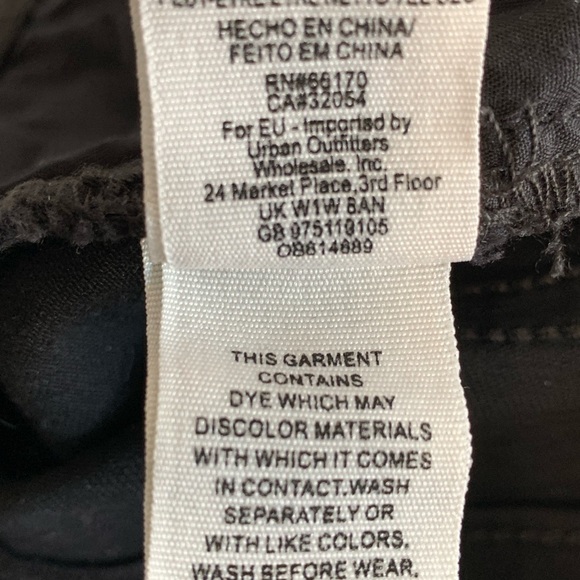 HECHO EN CHINA/
FEITO EM CHINA
RN#66170
CA#32054
For EU - Imported by
Urban Outfitters
Wholesale. Inc.
24 Market Place,3rd Floor
UK W1W 8AN
GB 975119105
OB614689
THIS GARMENT
CONTAINS
DYE WHICH MAY
DISCOLOR MATERIALS
WITH WHICH IT COMES
IN CONTACT.WASH
SEPARATELY OR
WITH LIKE COLORS.
WASH BEFORE WEAR.